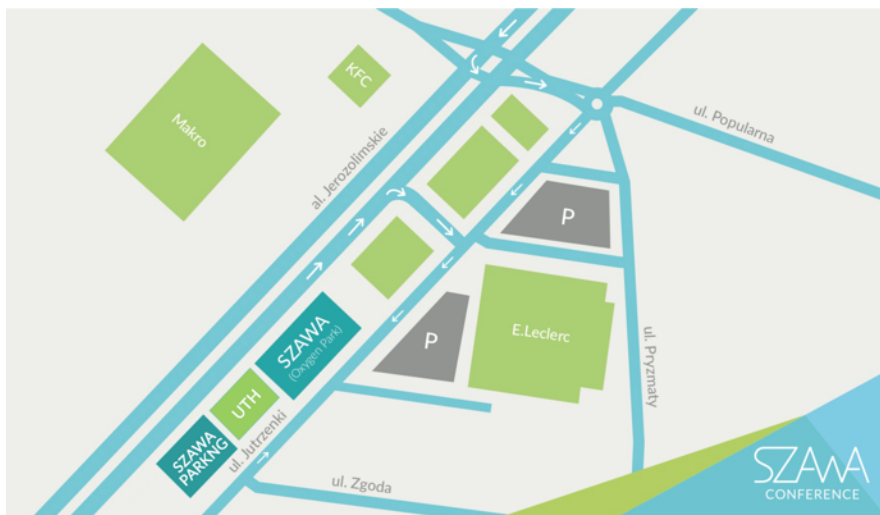 KFC
Makro
al. Jerozolimskie
ul. Popularna
P
SZAWA
(Oxygen Park)
P
E.Leclerc
ul. Pryzmaty
UTH
SZAWA
PARKNG
ul. Jutrzenki
ul. Zgoda
SZAWA
CONFERENCE